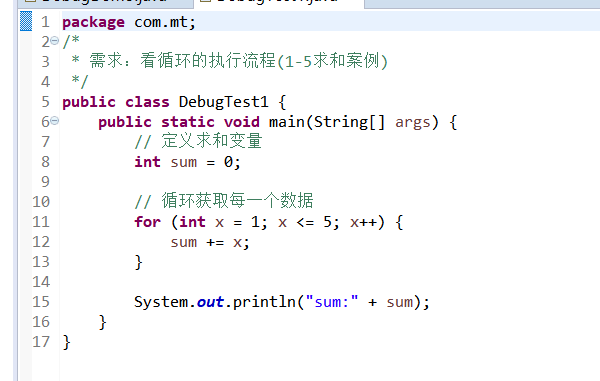 1 package com.mt;
2 /*
3  * 需求：看循环的执行流程(1-5求和案例)
4  */
5 public class DebugTest1 {
6     public static void main(String[] args) {
7         // 定义求和变量
8         int sum = 0;
9
10         // 循环获取每一个数据
11         for (int x = 1; x <= 5; x++) {
12             sum += x;
13         }
14
15         System.out.println("sum:" + sum);
16     }
17 }